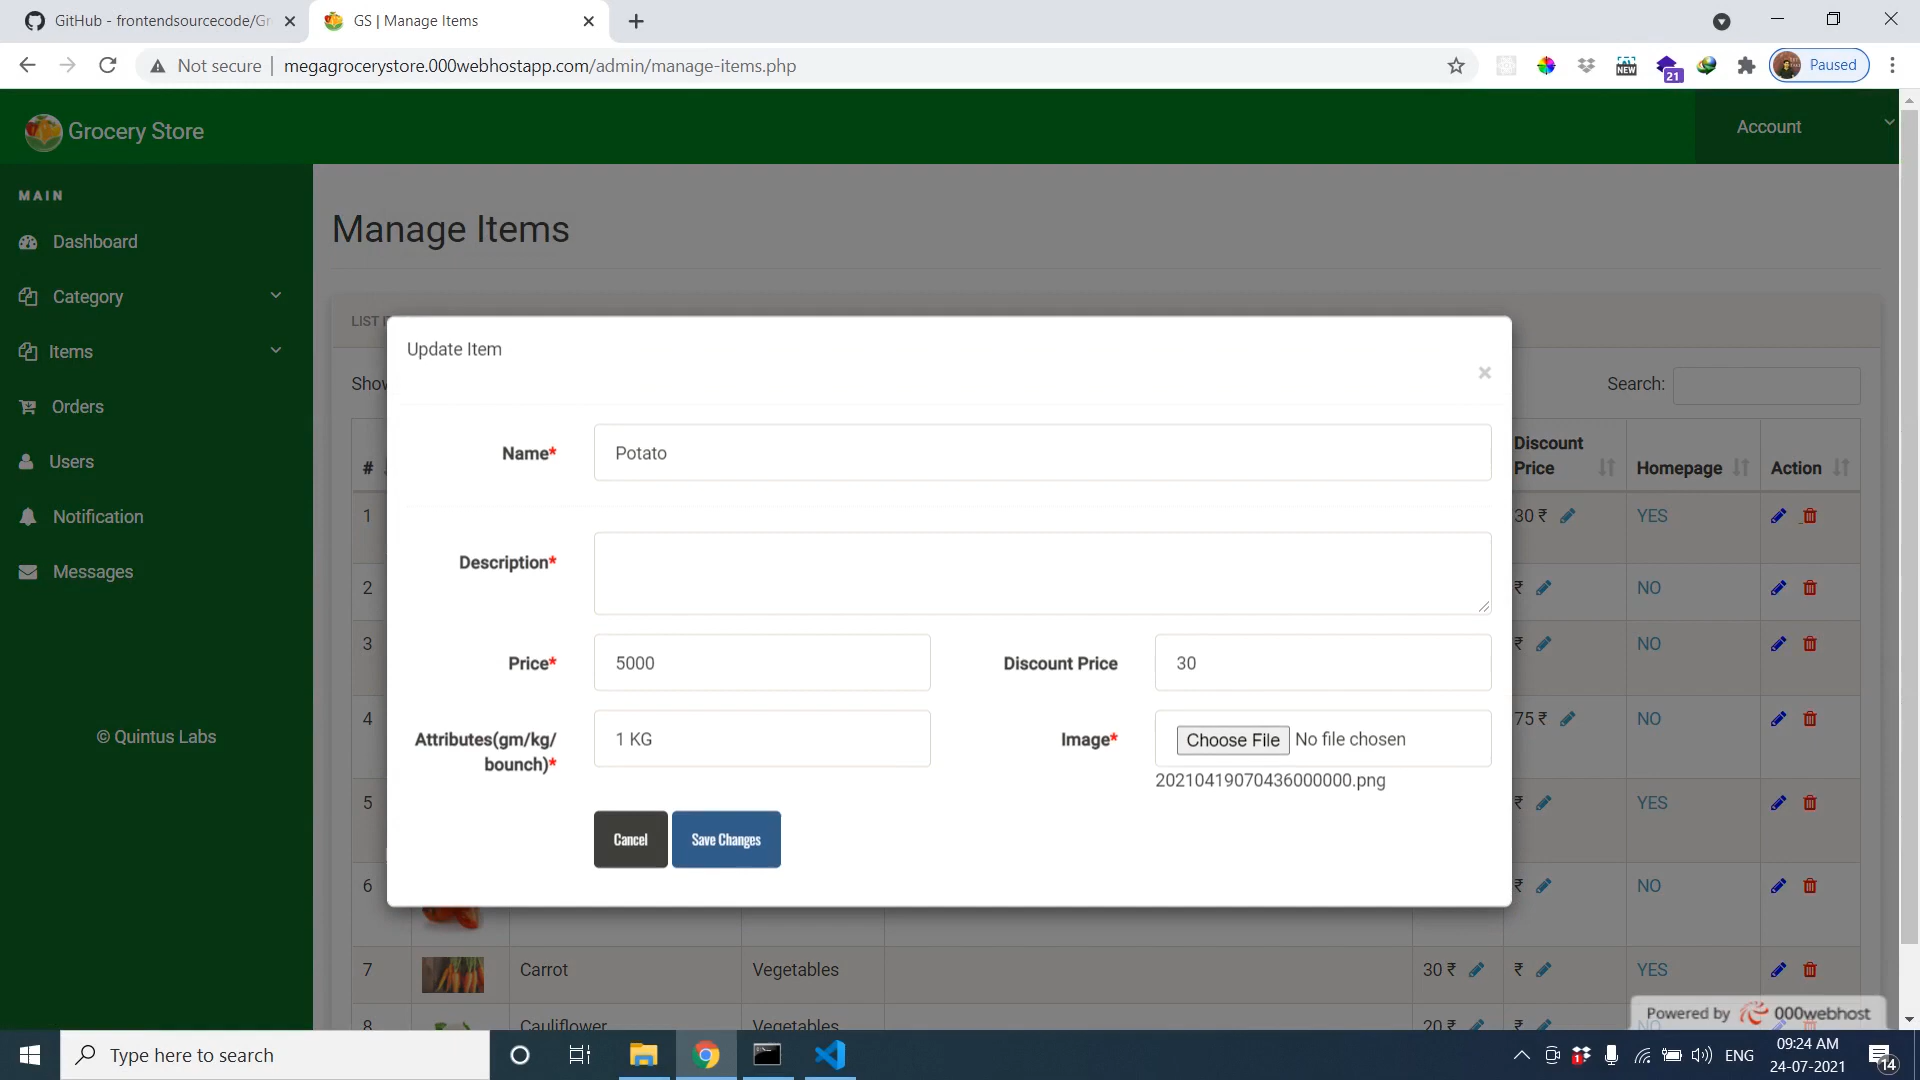 GitHub - frontendsourcecode/Gr
GS | Manage Items
Not secure
megagrocerystore.000webhostapp.com/admin/manage-items.php
NEW
21
Paused
Grocery Store
Account
MAIN
Dashboard
Category
Items
Orders
Users
Notification
Messages
© Quintus Labs
Manage Items
LIST I
Show
Search:
#
Discount Price
Homepage
Action
1
30 ₹
YES
2
₹
NO
3
₹
NO
4
75 ₹
NO
5
₹
YES
6
₹
NO
7
Carrot
Vegetables
30 ₹
₹
YES
8
Cauliflower
Vegetables
20 ₹
₹
NO
Update Item
×
Name*
Potato
Description*
Price*
5000
Discount Price
30
Attributes(gm/kg/
bounch)*
1 KG
Image*
Choose File
No file chosen
20210419070436000000.png
Cancel
Save Changes
Powered by 000webhost
Type here to search
1
ENG
09:24 AM
24-07-2021
14